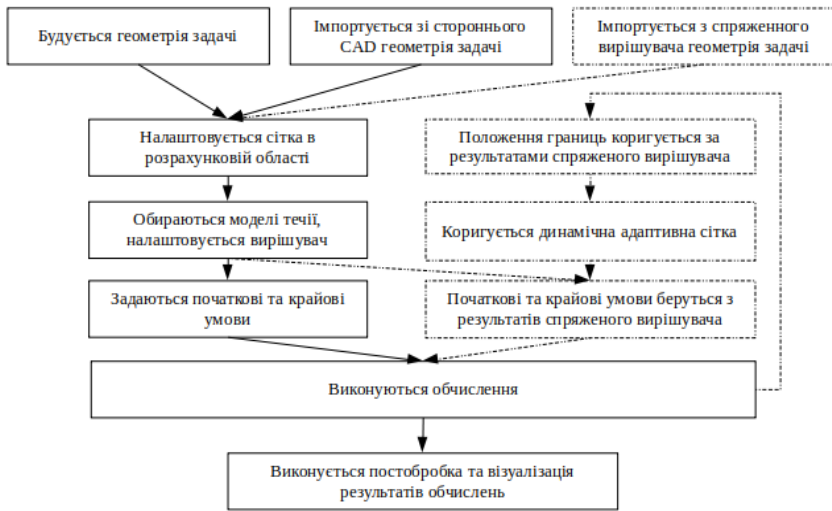 Будується геометрія задачі
Імпортується зі стороннього
CAD геометрія задачі
Імпортується з спряженного
вирішувача геометрія задачі
Налаштовується сітка в
розрахунковій області
Положення границь коригується за
результатами спряженого вирішувача
Обираються моделі течії,
налаштовується вирішувач
Коригується динамічна адаптивна сітка
Задаються початкові та крайові
умови
Початкові та крайові умови беруться з
результатів спряженого вирішувача
Виконуються обчислення
Виконується постобробка та візуалізація
результатів обчислень